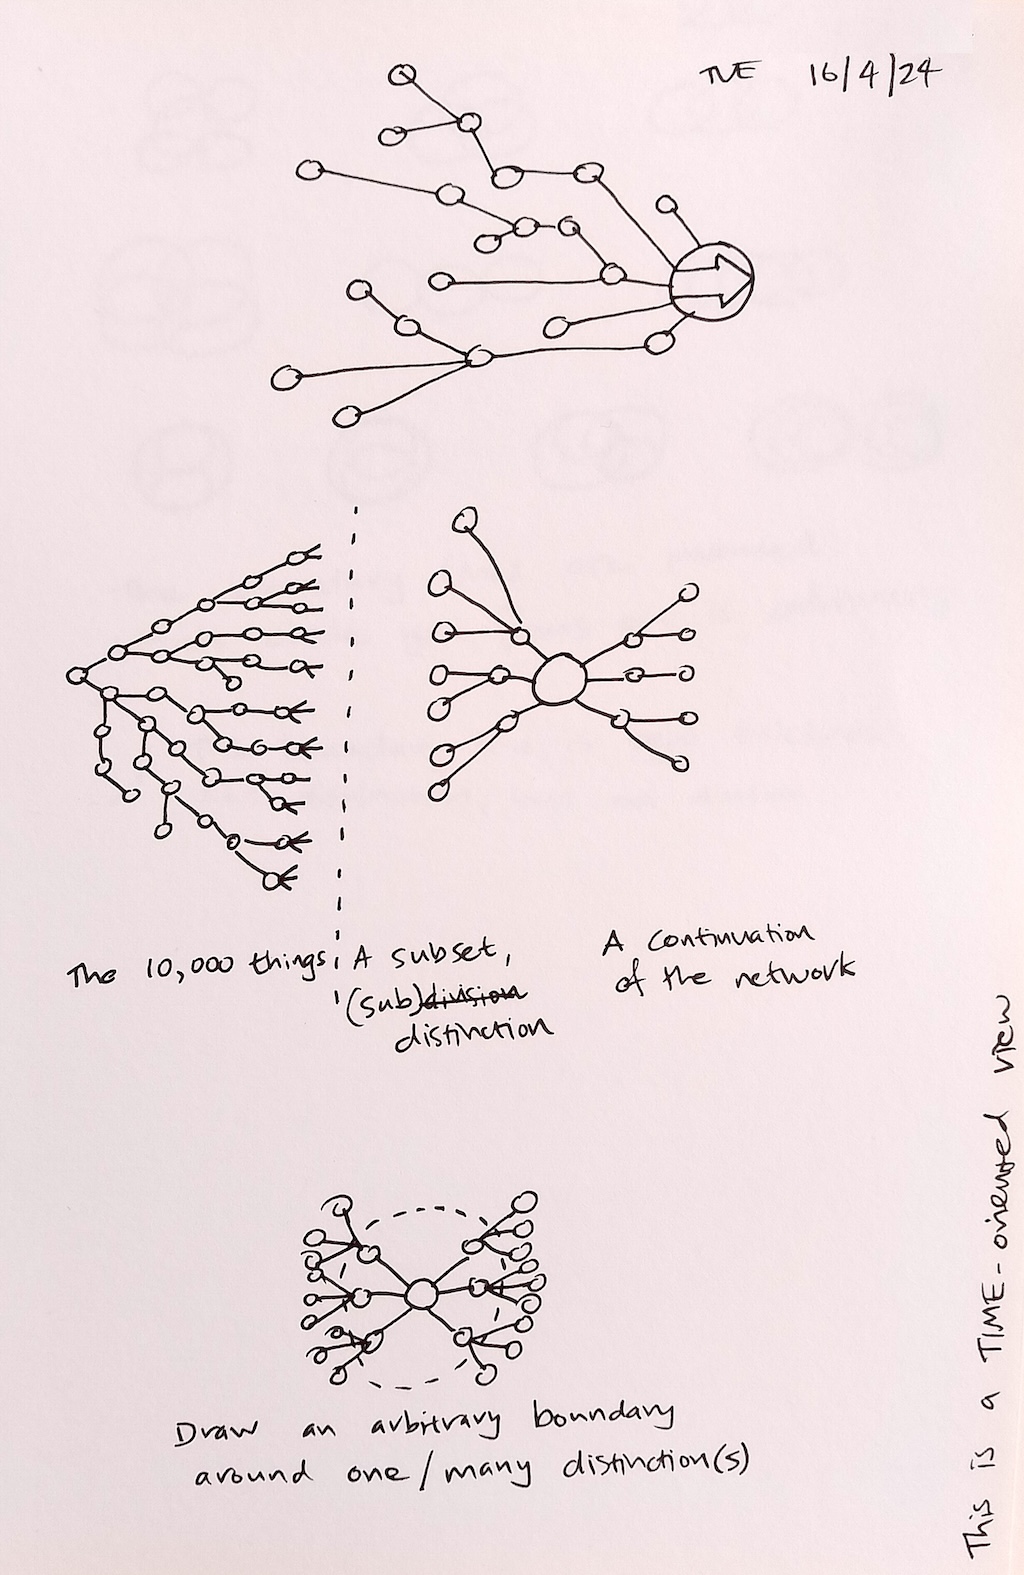 TUE 16/4/24
The 10,000 things
A subset,
(sub)division
distinction
A continuation
of the network
Draw an arbitrary boundary
around one/many distinction(s)
This is a TIME-oriented view